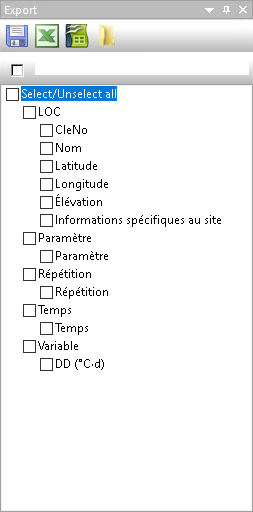 Export
Select/Unselect all
LOC
CleNo
Nom
Latitude
Longitude
Élévation
Informations spécifiques au site
Paramètre
Paramètre
Répétition
Répétition
Temps
Temps
Variable
DD (°C·d)